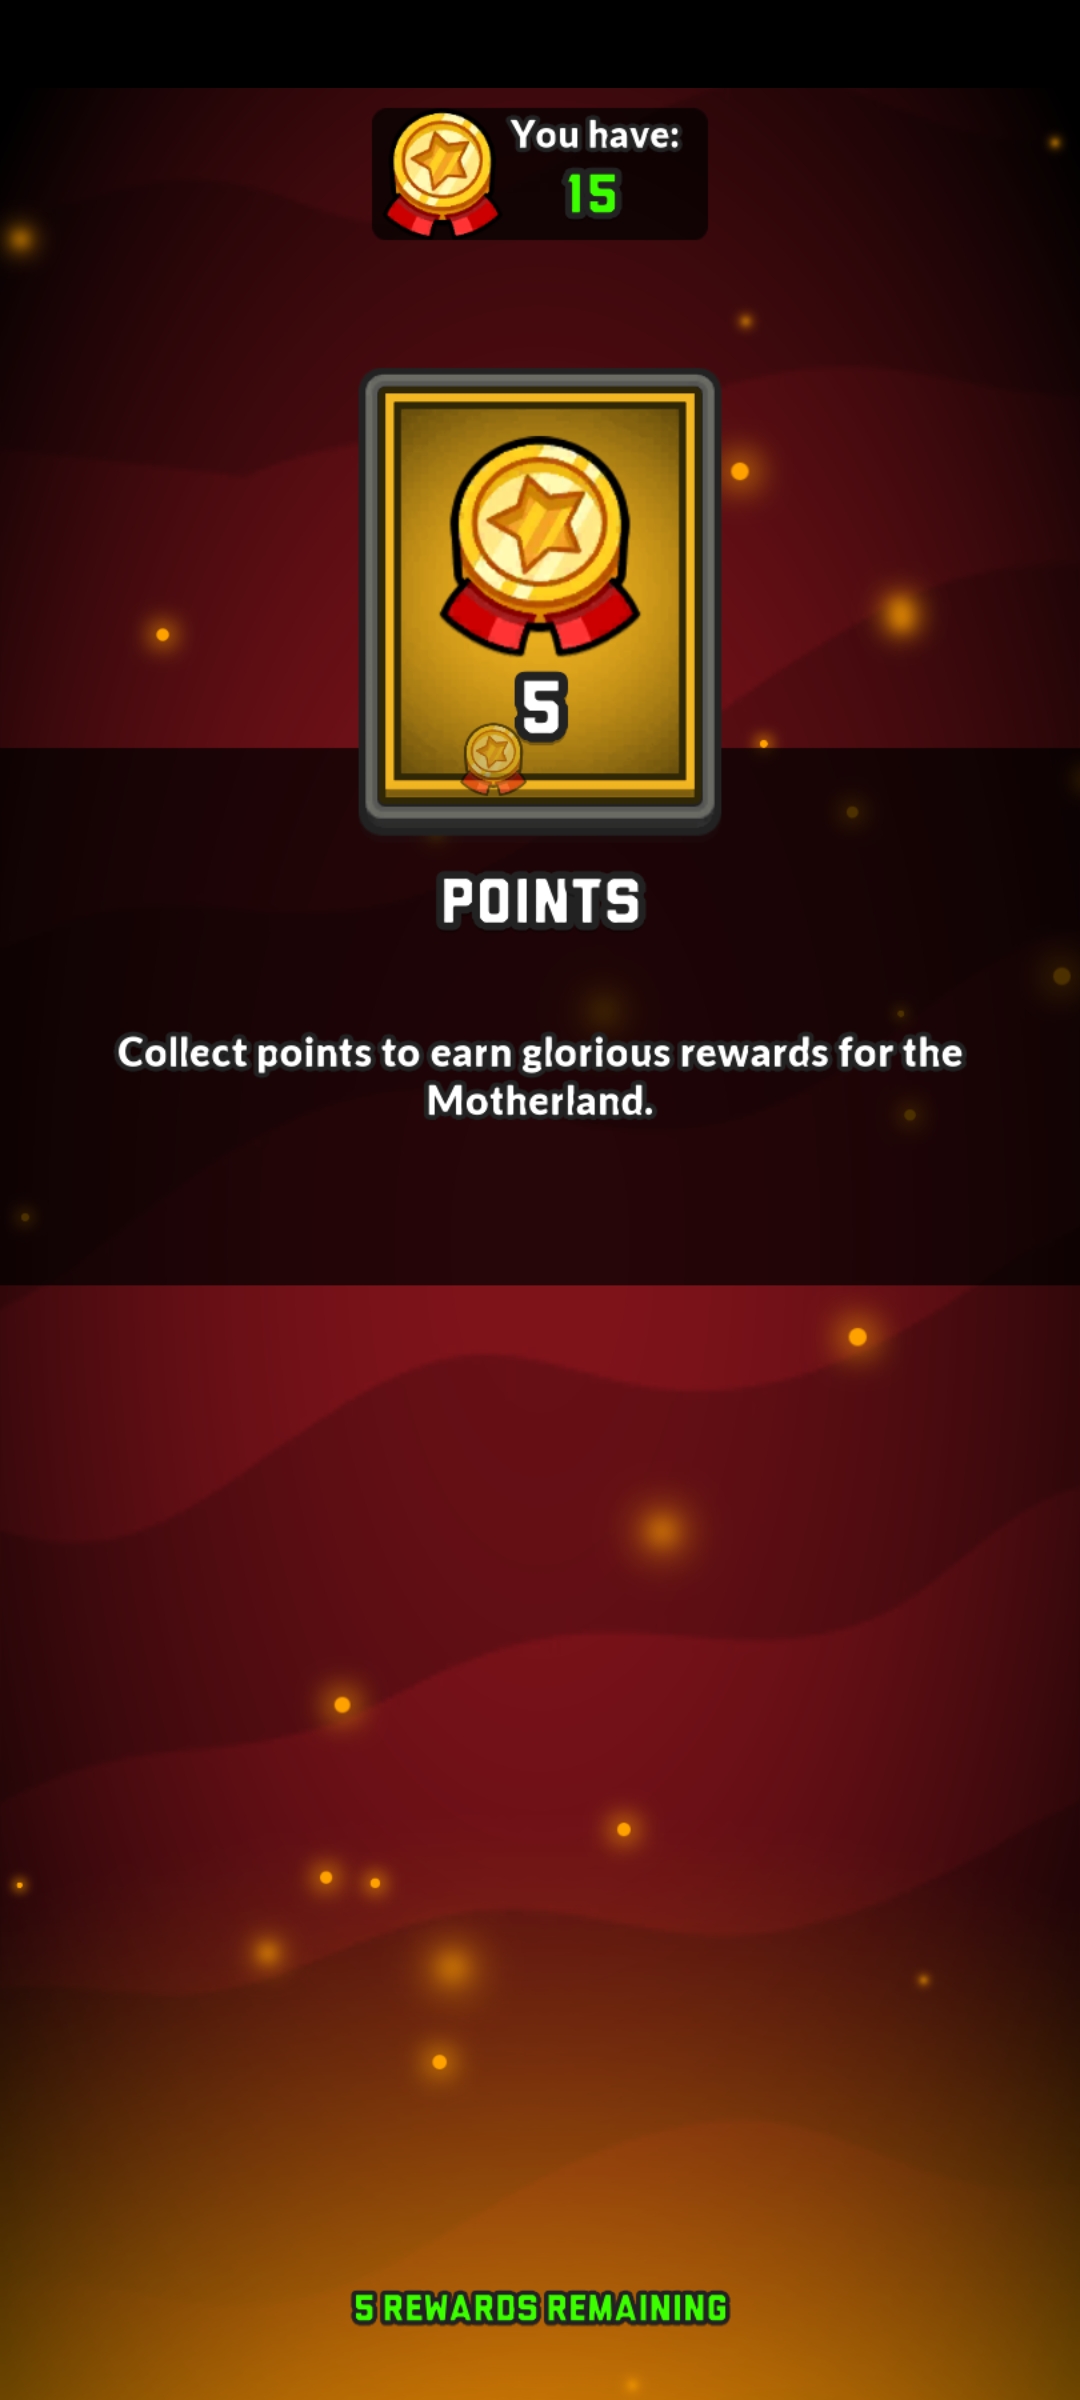 You have:
15
5
POINTS
Collect points to earn glorious rewards for the
Motherland.
5 REWARDS REMAINING